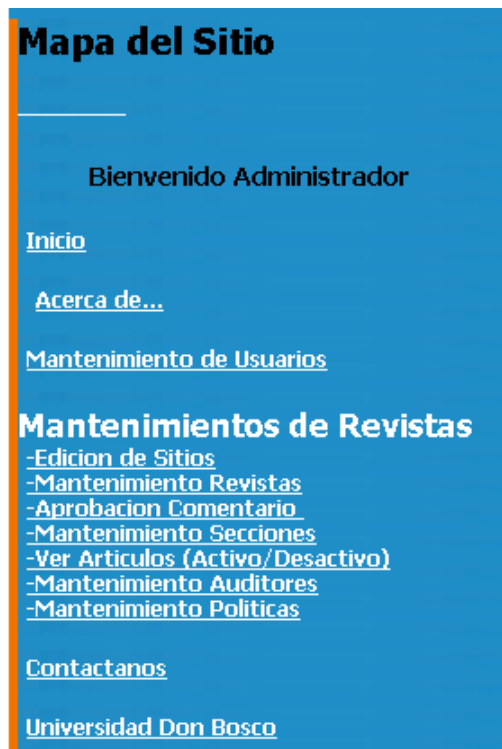 Mapa del Sitio
Bienvenido Administrador
Inicio
Acerca de...
Mantenimiento de Usuarios
Mantenimientos de Revistas
-Edicion de Sitios
-Mantenimiento Revistas
-Aprobacion Comentario
-Mantenimiento Secciones
-Ver Articulos (Activo/Desactivo)
-Mantenimiento Auditores
-Mantenimiento Politicas
Contactanos
Universidad Don Bosco